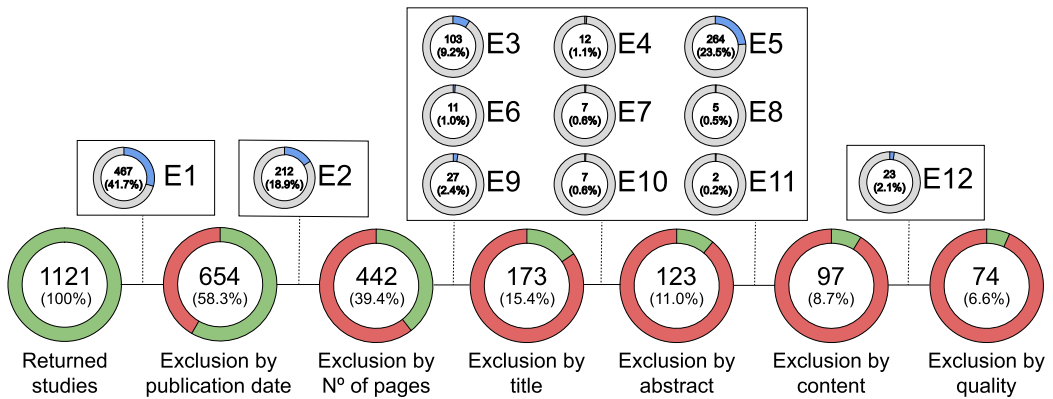 103
(9.2%)
E3
12
(1.1%)
E4
264
(23.5%)
E5
11
(1.0%)
E6
7
(0.6%)
E7
5
(0.5%)
E8
27
(2.4%)
E9
7
(0.6%)
E10
2
(0.2%)
E11
467
(41.7%)
E1
212
(18.9%)
E2
23
(2.1%)
E12
1121
(100%)
654
(58.3%)
442
(39.4%)
173
(15.4%)
123
(11.0%)
97
(8.7%)
74
(6.6%)
Returned
studies
Exclusion by
publication date
Exclusion by
Nº of pages
Exclusion by
title
Exclusion by
abstract
Exclusion by
content
Exclusion by
quality